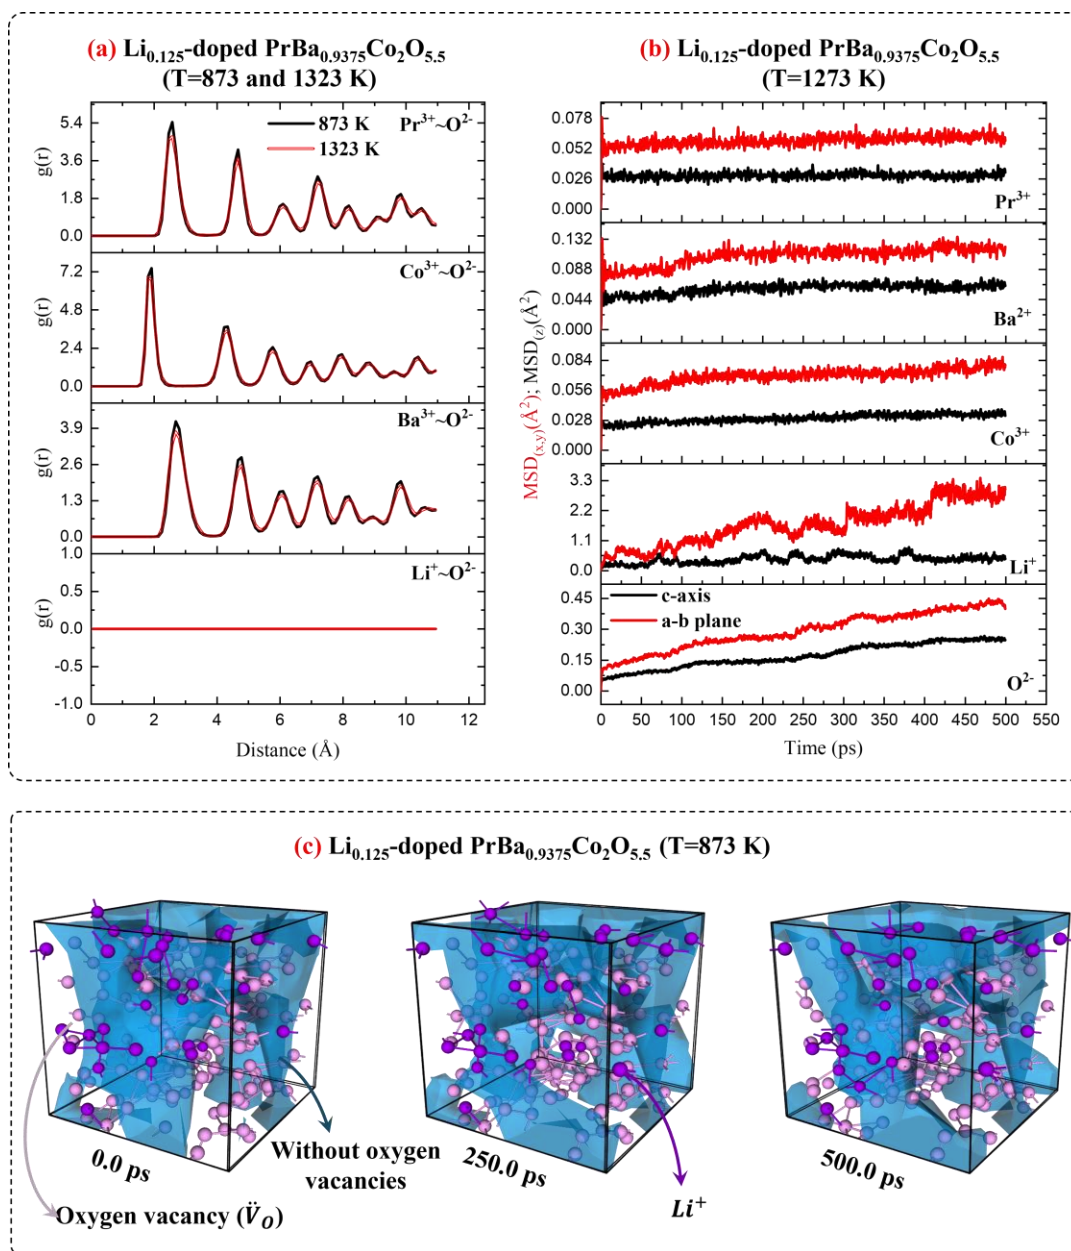 (a) Li0.125-doped PrBa0.9375Co2O5.5
(T=873 and 1323 K)
873 K
1323 K
Pr3+~O2-
g(r)
5.4
3.6
1.8
0.0
Co3+~O2-
g(r)
7.2
4.8
2.4
0.0
Ba3+~O2-
g(r)
3.9
2.6
1.3
0.0
Li+~O2-
g(r)
1.0
0.5
0.0
-0.5
-1.0
0 2 4 6 8 10 12
Distance (Å)
(b) Li0.125-doped PrBa0.9375Co2O5.5
(T=1273 K)
MSD(x,y)(Å2); MSD(z)(Å2)
0.078
0.052
0.026
0.000
Pr3+
0.132
0.088
0.044
0.000
Ba2+
0.084
0.056
0.028
0.000
Co3+
3.3
2.2
1.1
0.0
Li+
0.45
0.30
0.15
0.00
c-axis
a-b plane
O2-
0 50 100 150 200 250 300 350 400 450 500 550
Time (ps)
(c) Li0.125-doped PrBa0.9375Co2O5.5 (T=873 K)
0.0 ps
250.0 ps
500.0 ps
Without oxygen
vacancies
Oxygen vacancy (V̈O)
Li+